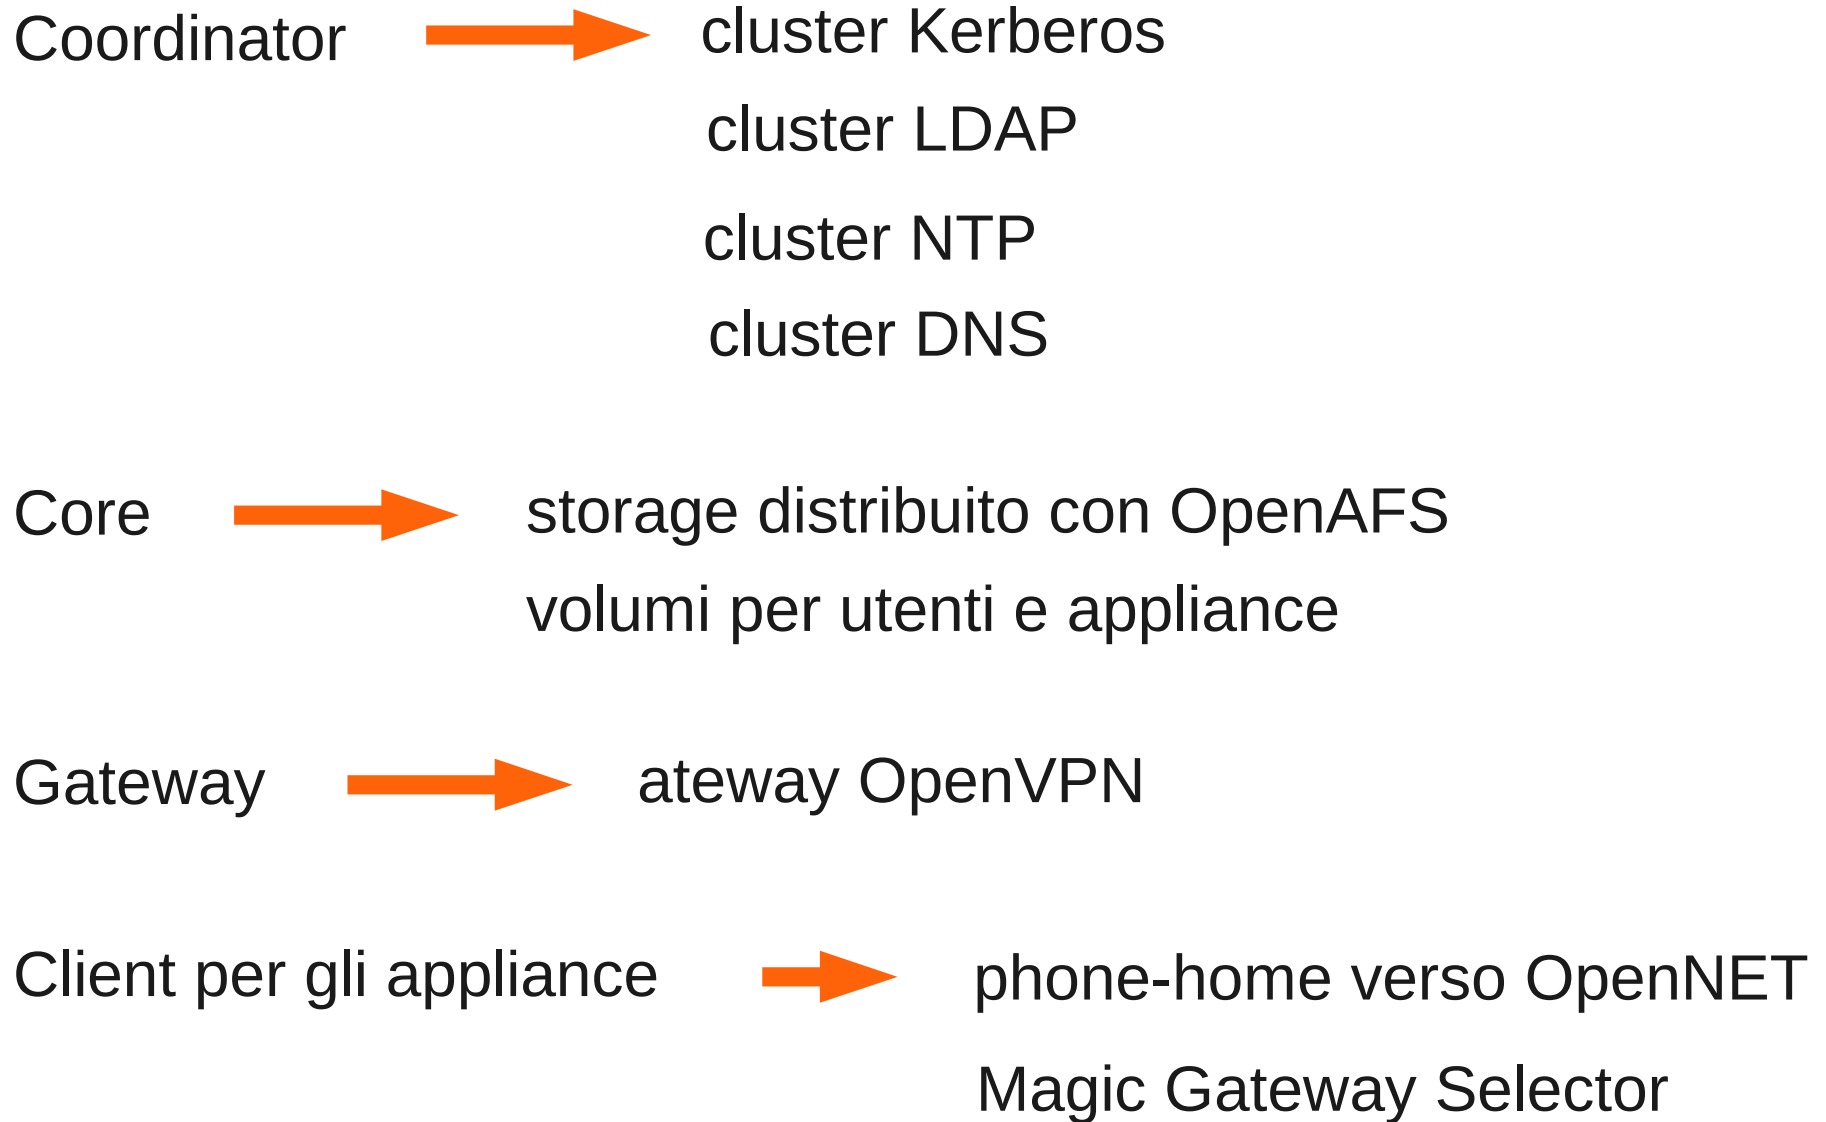 Coordinator cluster Kerberos
cluster LDAP
cluster NTP
cluster DNS
Core storage distribuito con OpenAFS
volumi per utenti e appliance
Gateway ateway OpenVPN
Client per gli appliance phone-home verso OpenNET
Magic Gateway Selector